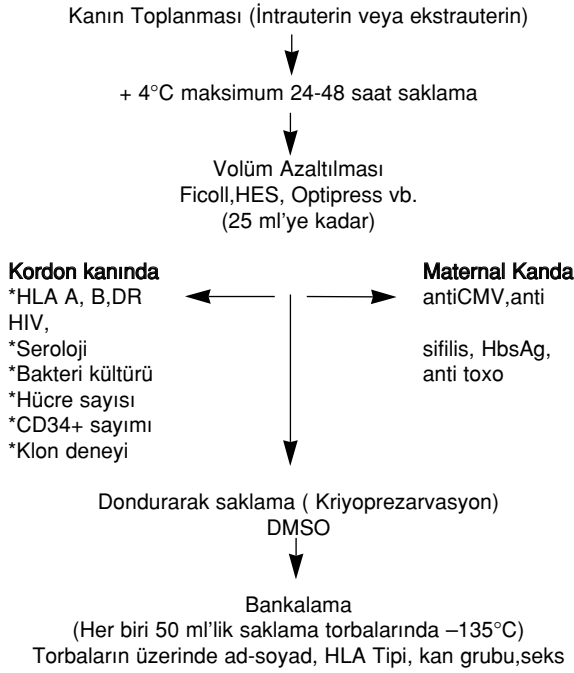 Kanın Toplanması (İntrauterin veya ekstrauterin)
+ 4°C maksimum 24-48 saat saklama
Volüm Azaltılması
Ficoll,HES, Optipress vb.
(25 ml'ye kadar)
Kordon kanında
*HLA A, B,DR
HIV,
*Seroloji
*Bakteri kültürü
*Hücre sayısı
*CD34+ sayımı
*Klon deneyi
Maternal Kanda
antiCMV,anti
sifilis, HbsAg,
anti toxo
Dondurarak saklama ( Kriyoprezarvasyon)
DMSO
Bankalama
(Her biri 50 ml'lik saklama torbalarında –135°C)
Torbaların üzerinde ad-soyad, HLA Tipi, kan grubu,seks